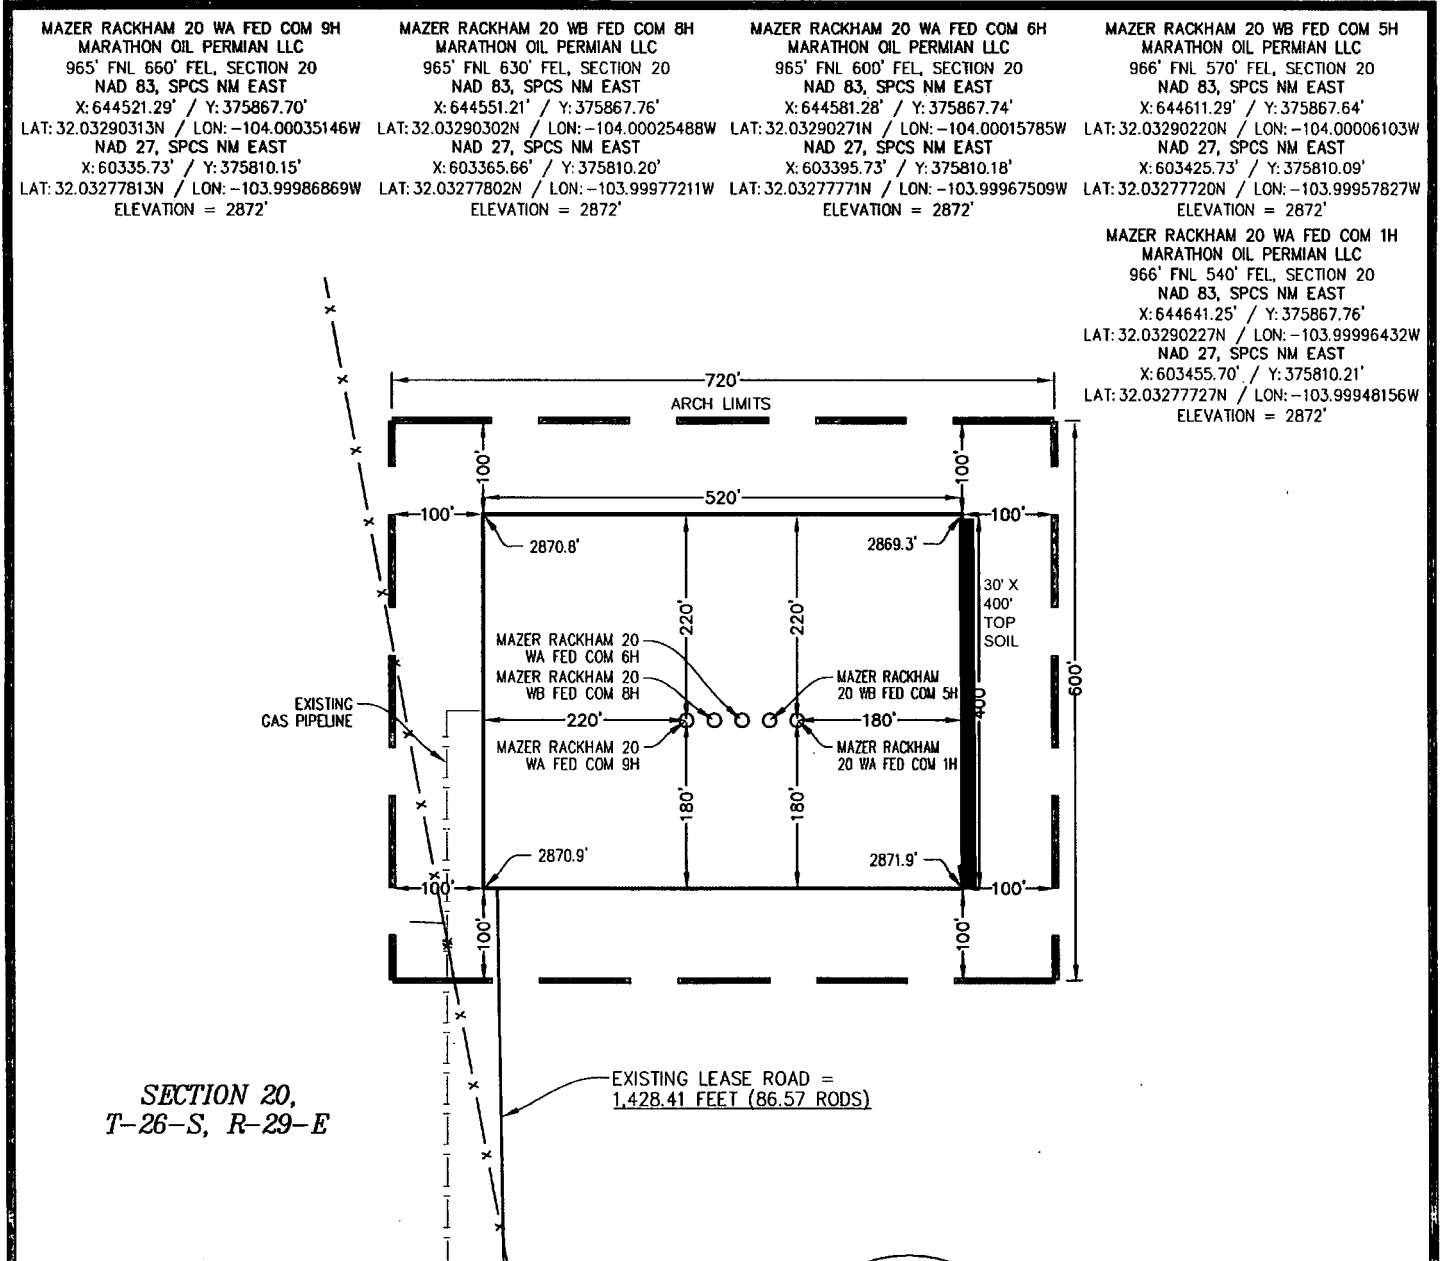 MAZER RACKHAM 20 WA FED COM 9H
MARATHON OIL PERMIAN LLC
965' FNL 660' FEL, SECTION 20
NAD 83, SPCS NM EAST
X:644521.29' / Y:375867.70'
LAT:32.03290313N / LON:-104.00035146W
NAD 27, SPCS NM EAST
X:60335.73' / Y:375810.15'
LAT:32.03277813N / LON:-103.99986869W
ELEVATION = 2872'
MAZER RACKHAM 20 WB FED COM 8H
MARATHON OIL PERMIAN LLC
965' FNL 630' FEL, SECTION 20
NAD 83, SPCS NM EAST
X:644551.21' / Y:375867.76'
LAT:32.03290302N / LON:-104.00025488W
NAD 27, SPCS NM EAST
X:603365.66' / Y:375810.20'
LAT:32.03277802N / LON:-103.99977211W
ELEVATION = 2872'
MAZER RACKHAM 20 WA FED COM 6H
MARATHON OIL PERMIAN LLC
965' FNL 600' FEL, SECTION 20
NAD 83, SPCS NM EAST
X:644581.28' / Y:375867.74'
LAT:32.03290271N / LON:-104.00015785W
NAD 27, SPCS NM EAST
X:603395.73' / Y:375810.18'
LAT:32.03277771N / LON:-103.99967509W
ELEVATION = 2872'
MAZER RACKHAM 20 WB FED COM 5H
MARATHON OIL PERMIAN LLC
966' FNL 570' FEL, SECTION 20
NAD 83, SPCS NM EAST
X:644611.29' / Y:375867.64'
LAT:32.03290220N / LON:-104.00006103W
NAD 27, SPCS NM EAST
X:603425.73' / Y:375810.09'
LAT:32.03277720N / LON:-103.99957827W
ELEVATION = 2872'
MAZER RACKHAM 20 WA FED COM 1H
MARATHON OIL PERMIAN LLC
966' FNL 540' FEL, SECTION 20
NAD 83, SPCS NM EAST
X:644641.25' / Y:375867.76'
LAT:32.03290227N / LON:-103.99996432W
NAD 27, SPCS NM EAST
X:603455.70' / Y:375810.21'
LAT:32.03277727N / LON:-103.99948156W
ELEVATION = 2872'
720'
ARCH LIMITS
100'
100'
520'
100'
100'
2870.8'
2869.3'
30' X
400'
TOP
SOIL
220'
220'
MAZER RACKHAM 20
WA FED COM 6H
MAZER RACKHAM 20
WB FED COM 8H
MAZER RACKHAM
20 WB FED COM 5H
600'
400'
EXISTING
GAS PIPELINE
220'
180'
MAZER RACKHAM 20
WA FED COM 9H
MAZER RACKHAM
20 WA FED COM 1H
180'
180'
2870.9'
2871.9'
100'
100'
100'
100'
SECTION 20,
T-26-S, R-29-E
EXISTING LEASE ROAD =
1,428.41 FEET (86.57 RODS)